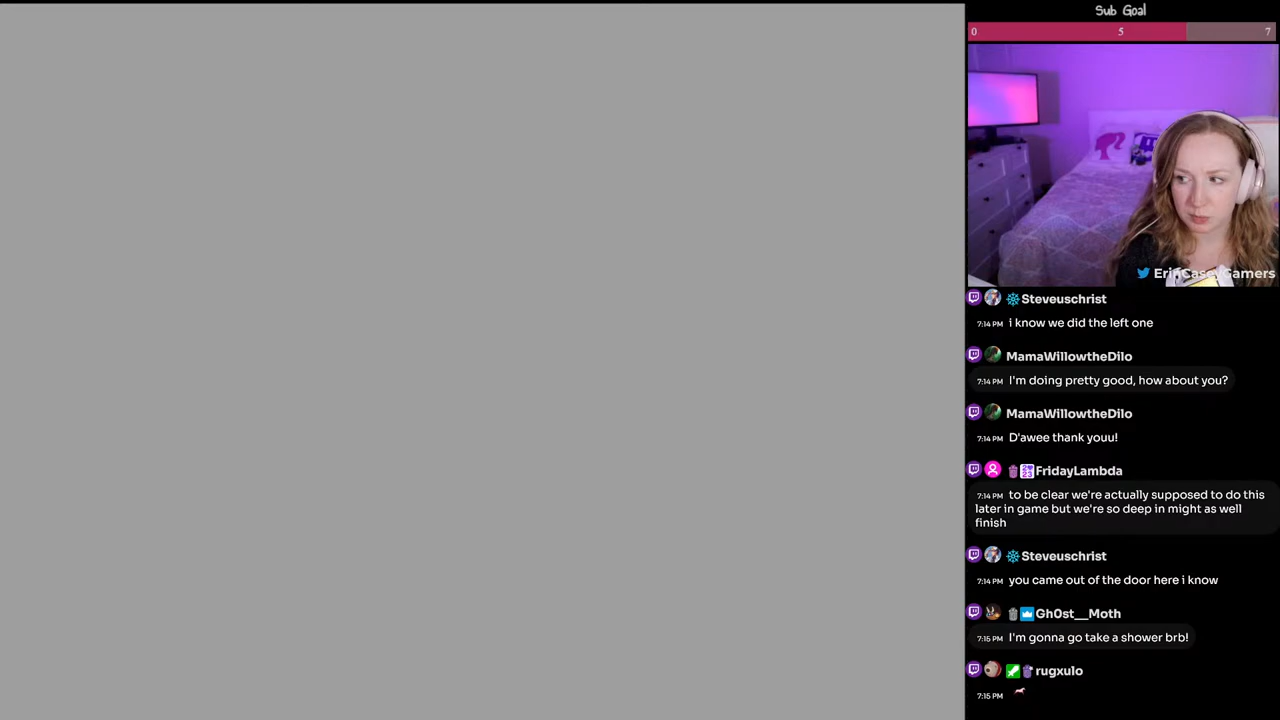 Sub Goal
0 5 7
ErinCaseyGamers
Steveuschrist
7:14 PM i know we did the left one
MamaWillowtheDilo
7:14 PM I'm doing pretty good, how about you?
MamaWillowtheDilo
7:14 PM D'awee thank youu!
FridayLambda
7:14 PM to be clear we're actually supposed to do this
later in game but we're so deep in might as well
finish
Steveuschrist
7:14 PM you came out of the door here i know
Gh0st__Moth
7:15 PM I'm gonna go take a shower brb!
rugxulo
7:15 PM